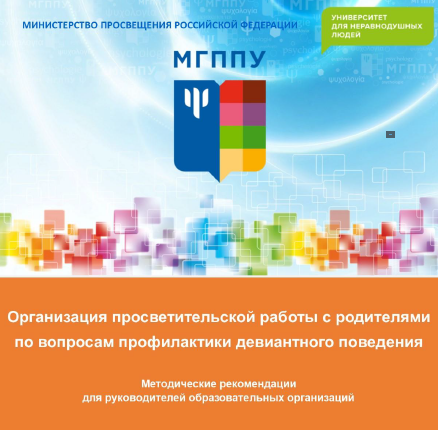 МИНИСТЕРСТВО ПРОСВЕЩЕНИЯ РОССИЙСКОЙ ФЕДЕРАЦИИ
УНИВЕРСИТЕТ
ДЛЯ НЕРАВНОДУШНЫХ
ЛЮДЕЙ
МГППУ
Организация просветительской работы с родителями
по вопросам профилактики девиантного поведения
Методические рекомендации
для руководителей образовательных организаций